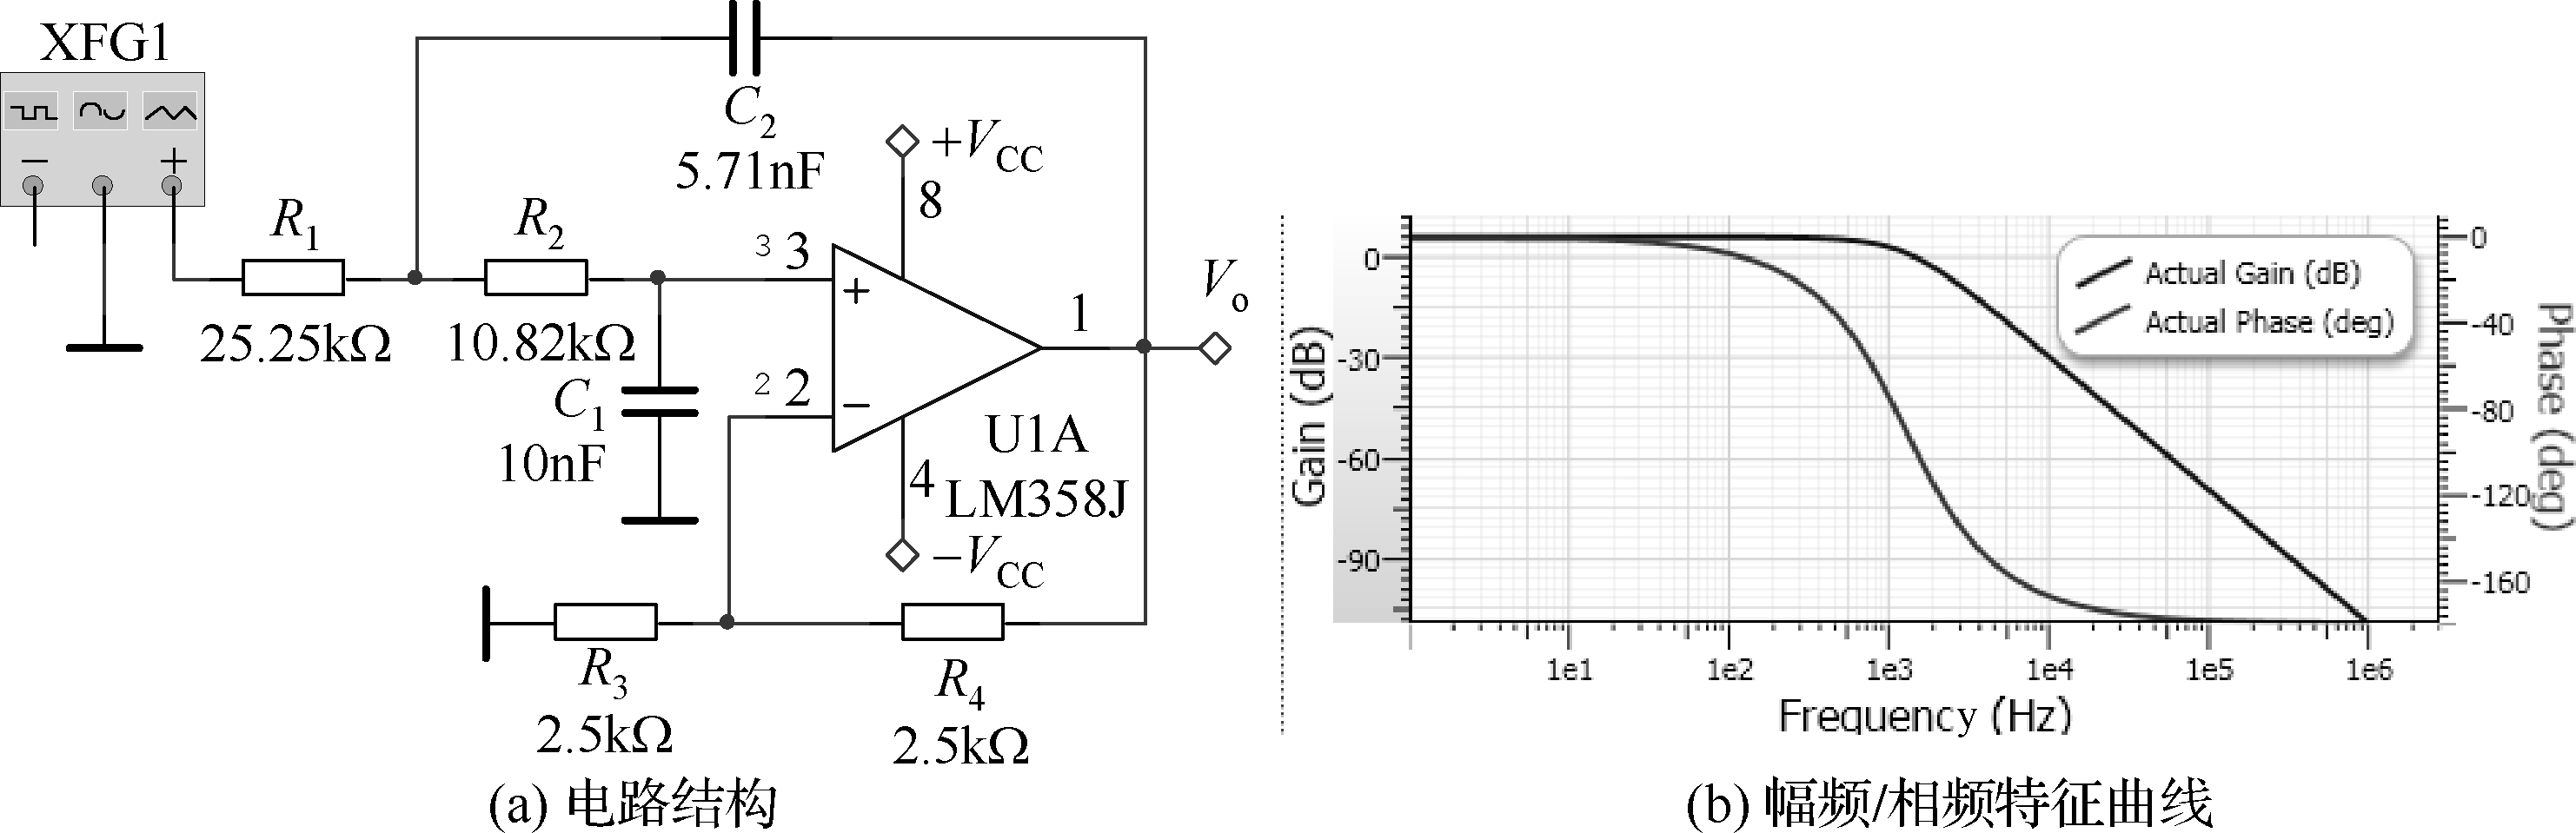 XFG1
C2
5.71nF
+VCC
8
R1
R2
3 3
Vo
25.25kΩ
10.82kΩ
1
C1
10nF
2 2
U1A
LM358J
4
−VCC
R3
2.5kΩ
R4
2.5kΩ
(a) 电路结构
Actual Gain (dB)
Actual Phase (deg)
Gain (dB)
0
-30
-60
-90
0
-40
-80
-120
-160
Phase (deg)
1e1 1e2 1e3 1e4 1e5 1e6
Frequency (Hz)
(b) 幅频/相频特征曲线